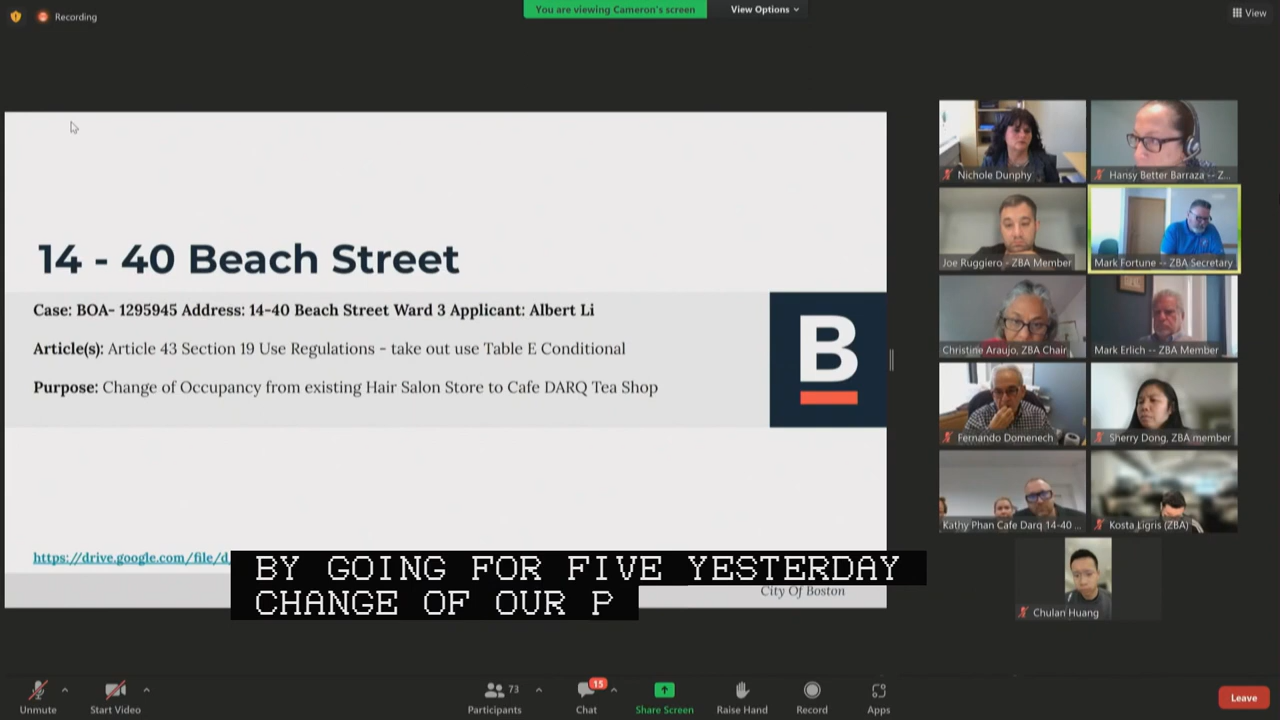 Recording
You are viewing Cameron's screen
View Options
View
14 - 40 Beach Street
Case: BOA- 1295945 Address: 14-40 Beach Street Ward 3 Applicant: Albert Li
Article(s): Article 43 Section 19 Use Regulations - take out use Table E Conditional
Purpose: Change of Occupancy from existing Hair Salon Store to Cafe DARQ Tea Shop
B
https://drive.google.com/file/d
City Of Boston
BY GOING FOR FIVE YESTERDAY
CHANGE OF OUR P
Nichole Dunphy
Hansy Better Barraza -- Z...
Joe Ruggiero - ZBA Member
Mark Fortune -- ZBA Secretary
Christine Araujo, ZBA Chair
Mark Erlich -- ZBA Member
Fernando Domenech
Sherry Dong, ZBA member
Kathy Phan Cafe Darq 14-40 ...
Kosta Ligris (ZBA)
Chulan Huang
Unmute
Start Video
73
Participants
15
Chat
Share Screen
Raise Hand
Record
Apps
Leave